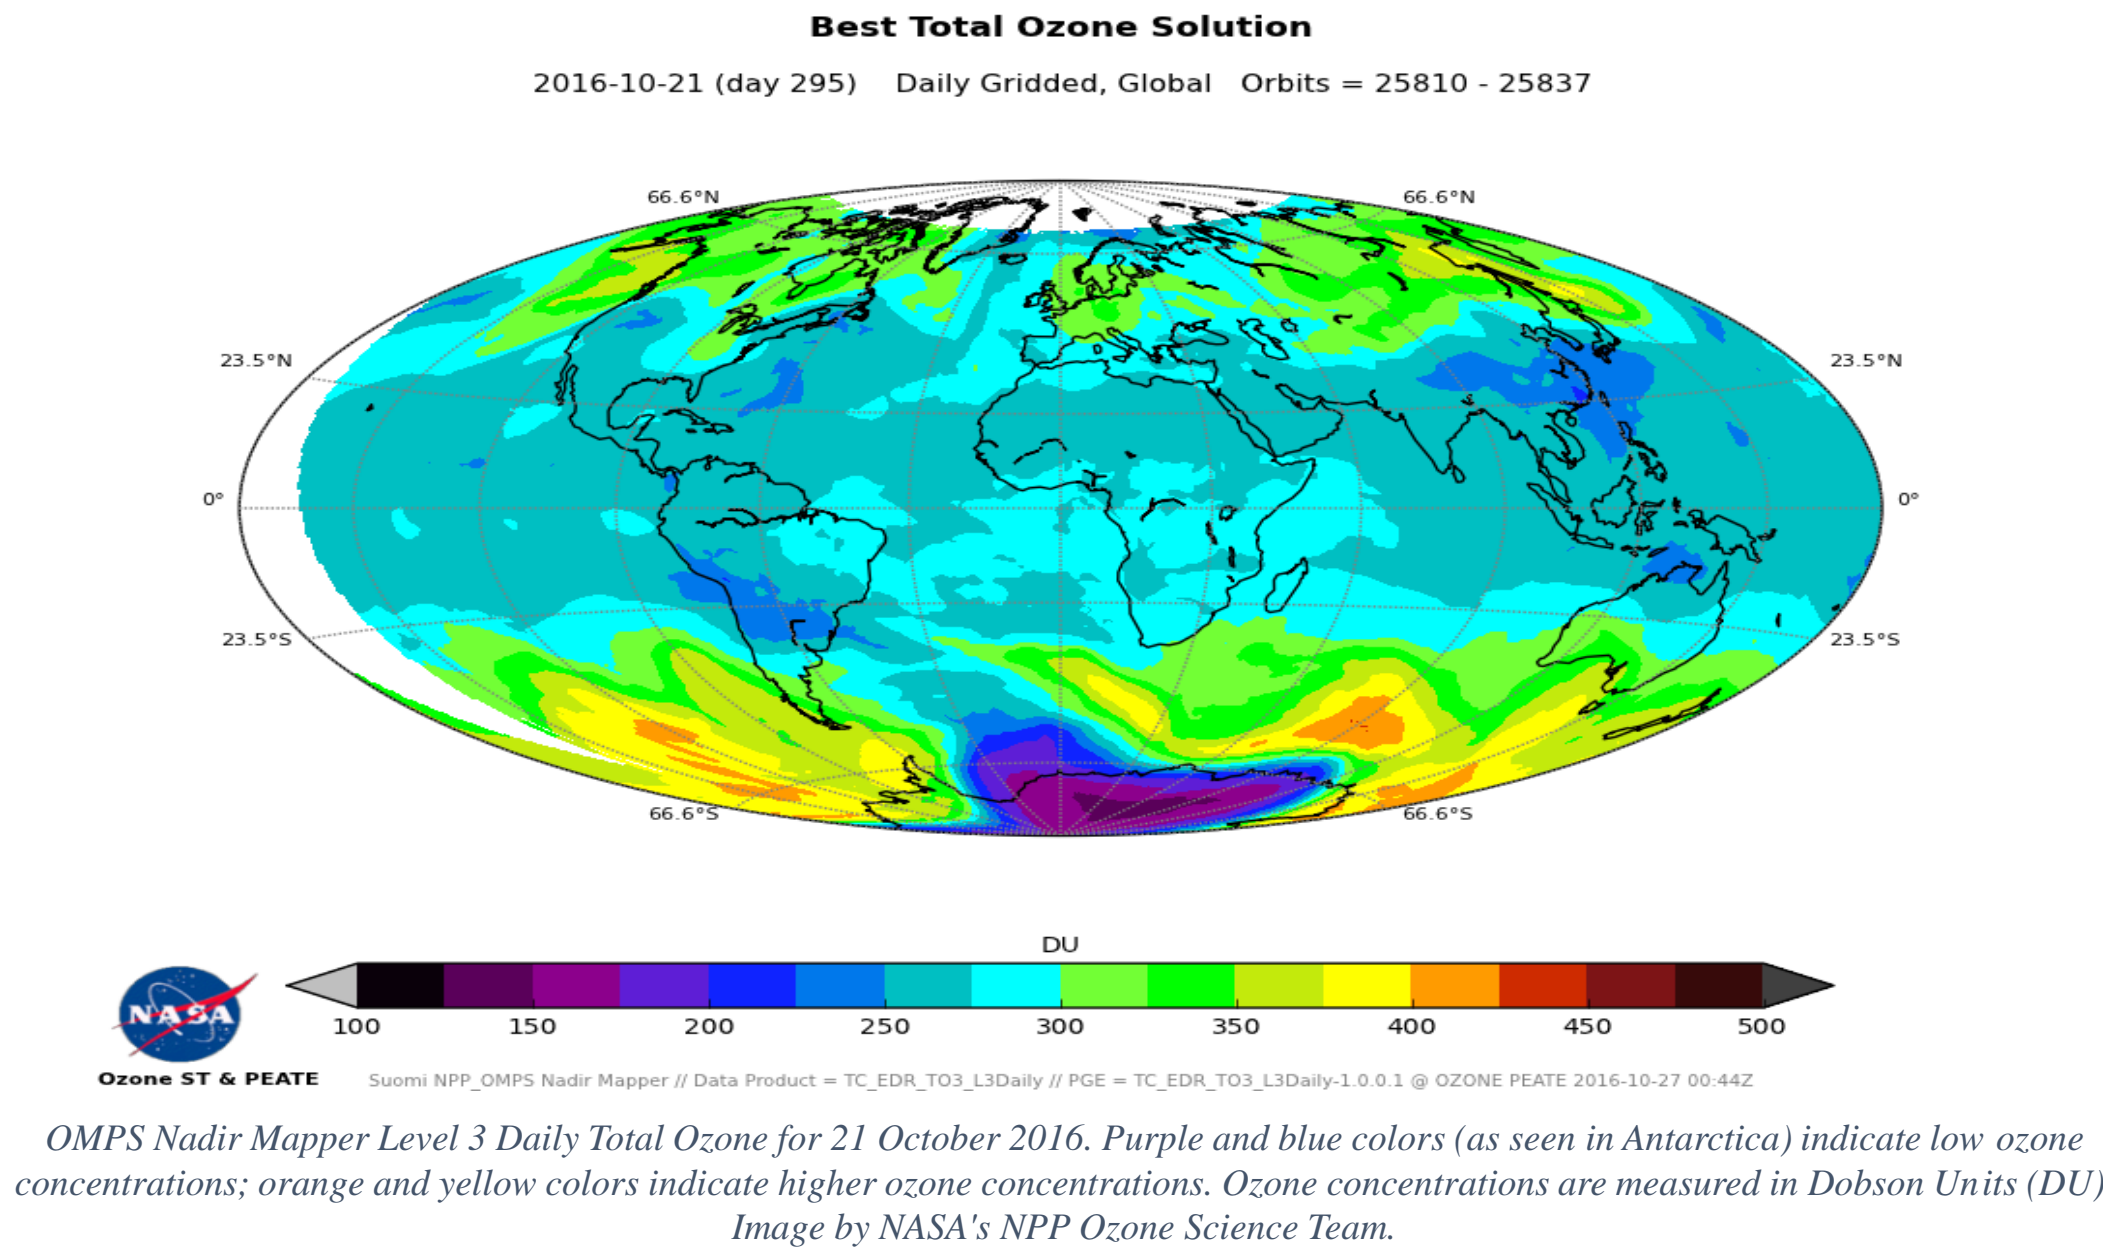 Best Total Ozone Solution
2016-10-21 (day 295) Daily Gridded, Global Orbits = 25810 - 25837
66.6°N 66.6°N
23.5°N 23.5°N
0° 0°
23.5°S 23.5°S
66.6°S 66.6°S
DU
NASA
100 150 200 250 300 350 400 450 500
Ozone ST & PEATE
Suomi NPP_OMPS Nadir Mapper // Data Product = TC_EDR_TO3_L3Daily // PGE = TC_EDR_TO3_L3Daily-1.0.0.1 @ OZONE PEATE 2016-10-27 00:44Z
OMPS Nadir Mapper Level 3 Daily Total Ozone for 21 October 2016. Purple and blue colors (as seen in Antarctica) indicate low ozone
concentrations; orange and yellow colors indicate higher ozone concentrations. Ozone concentrations are measured in Dobson Units (DU)
Image by NASA's NPP Ozone Science Team.